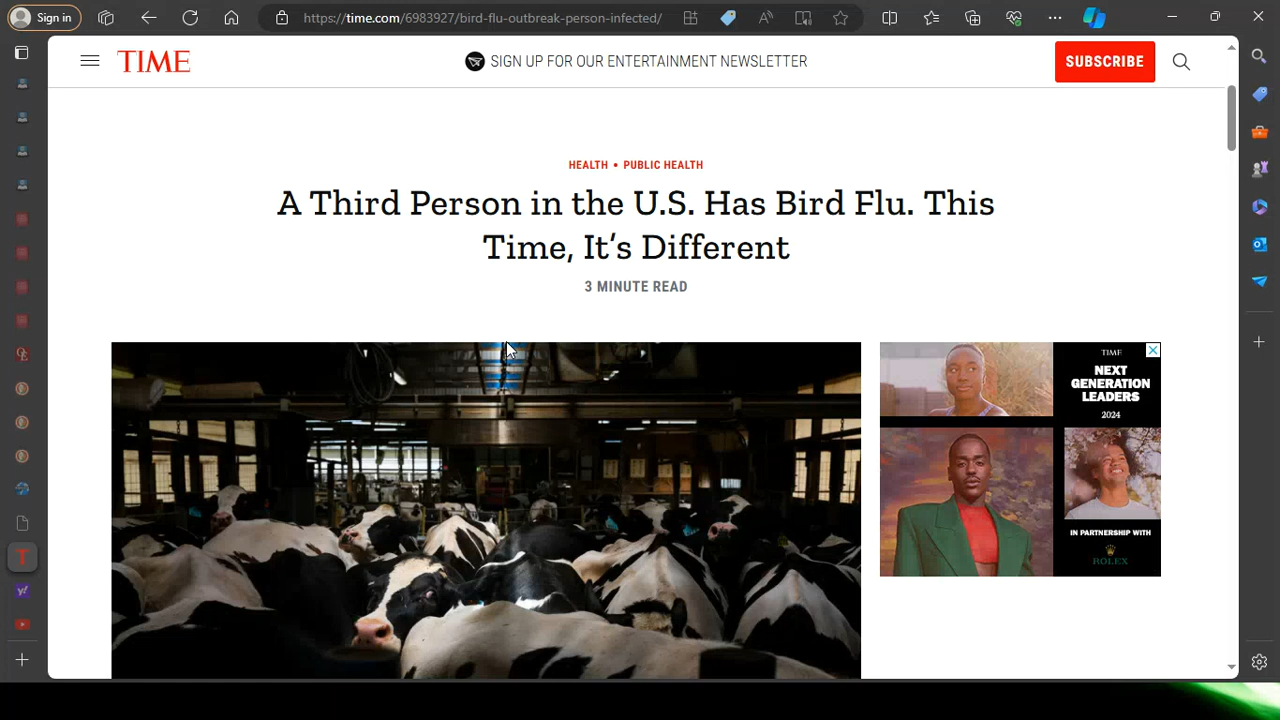 Sign in
https://time.com/6983927/bird-flu-outbreak-person-infected/
TIME
SIGN UP FOR OUR ENTERTAINMENT NEWSLETTER
SUBSCRIBE
HEALTH • PUBLIC HEALTH
A Third Person in the U.S. Has Bird Flu. This
Time, It’s Different
3 MINUTE READ
TIME
NEXT
GENERATION
LEADERS
2024
IN PARTNERSHIP WITH
ROLEX